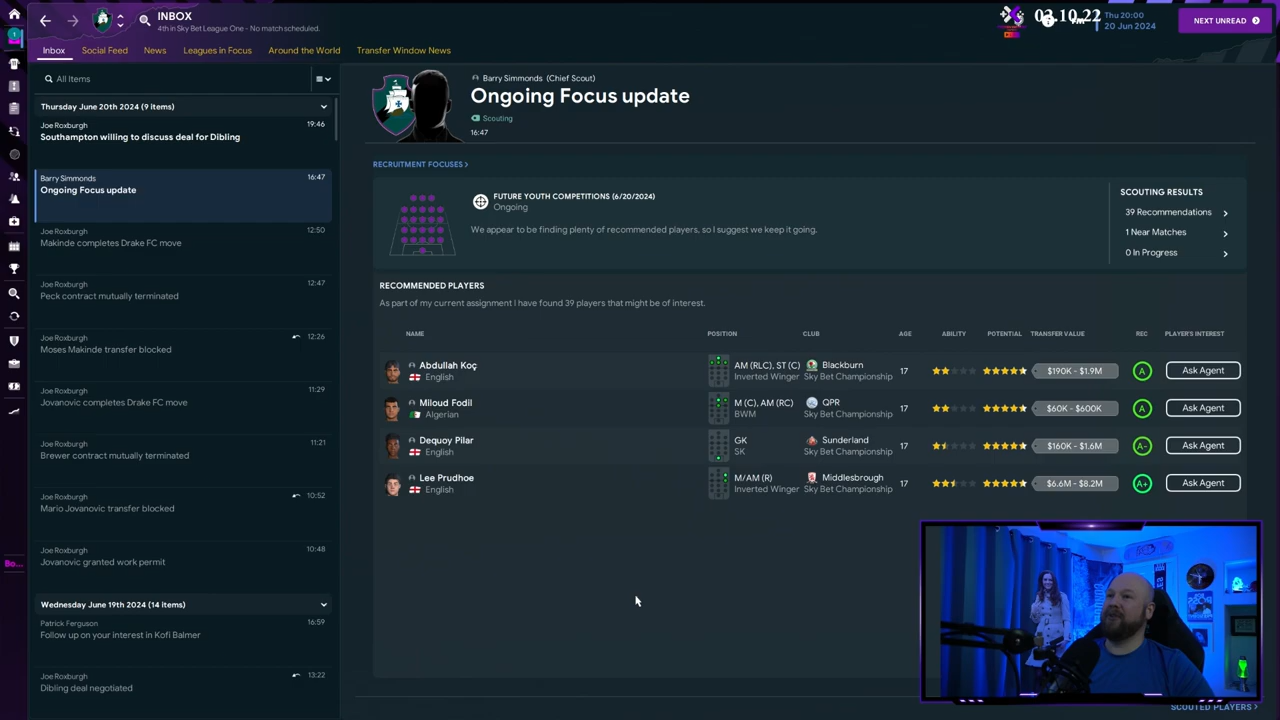 INBOX
4th in Sky Bet League One - No match scheduled.
03.10.22
Thu 20:00
20 Jun 2024
NEXT UNREAD
Inbox
Social Feed
News
Leagues in Focus
Around the World
Transfer Window News
All Items
Thursday June 20th 2024 (9 items)
Joe Roxburgh 19:46
Southampton willing to discuss deal for Dibling
Barry Simmonds 16:47
Ongoing Focus update
Joe Roxburgh 12:50
Makinde completes Drake FC move
Joe Roxburgh 12:47
Peck contract mutually terminated
Joe Roxburgh 12:26
Moses Makinde transfer blocked
Joe Roxburgh 11:29
Jovanovic completes Drake FC move
Joe Roxburgh 11:21
Brewer contract mutually terminated
Joe Roxburgh 10:52
Mario Jovanovic transfer blocked
Joe Roxburgh 10:48
Jovanovic granted work permit
Wednesday June 19th 2024 (14 items)
Patrick Ferguson 16:59
Follow up on your interest in Kofi Balmer
Joe Roxburgh 13:22
Dibling deal negotiated
Bo...
Barry Simmonds (Chief Scout)
Ongoing Focus update
Scouting
16:47
RECRUITMENT FOCUSES >
FUTURE YOUTH COMPETITIONS (6/20/2024)
Ongoing
We appear to be finding plenty of recommended players, so I suggest we keep it going.
SCOUTING RESULTS
39 Recommendations
1 Near Matches
0 In Progress
RECOMMENDED PLAYERS
As part of my current assignment I have found 39 players that might be of interest.
NAME POSITION CLUB AGE ABILITY POTENTIAL TRANSFER VALUE REC PLAYER'S INTEREST
Abdullah Koç AM (RLC), ST (C) Blackburn 17 $190K - $1.9M A Ask Agent
English Inverted Winger Sky Bet Championship
Miloud Fodil M (C), AM (RC) QPR 17 $60K - $600K A Ask Agent
Algerian BWM Sky Bet Championship
Dequoy Pilar GK Sunderland 17 $160K - $1.6M A- Ask Agent
English SK Sky Bet Championship
Lee Prudhoe M/AM (R) Middlesbrough 17 $6.6M - $8.2M A+ Ask Agent
English Inverted Winger Sky Bet Championship
SCOUTED PLAYERS >